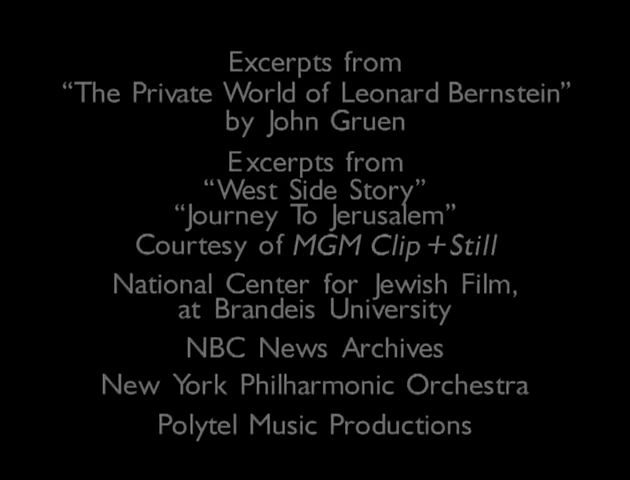 Excerpts from
“The Private World of Leonard Bernstein”
by John Gruen
Excerpts from
“West Side Story”
“Journey To Jerusalem”
Courtesy of MGM Clip+Still
National Center for Jewish Film,
at Brandeis University
NBC News Archives
New York Philharmonic Orchestra
Polytel Music Productions